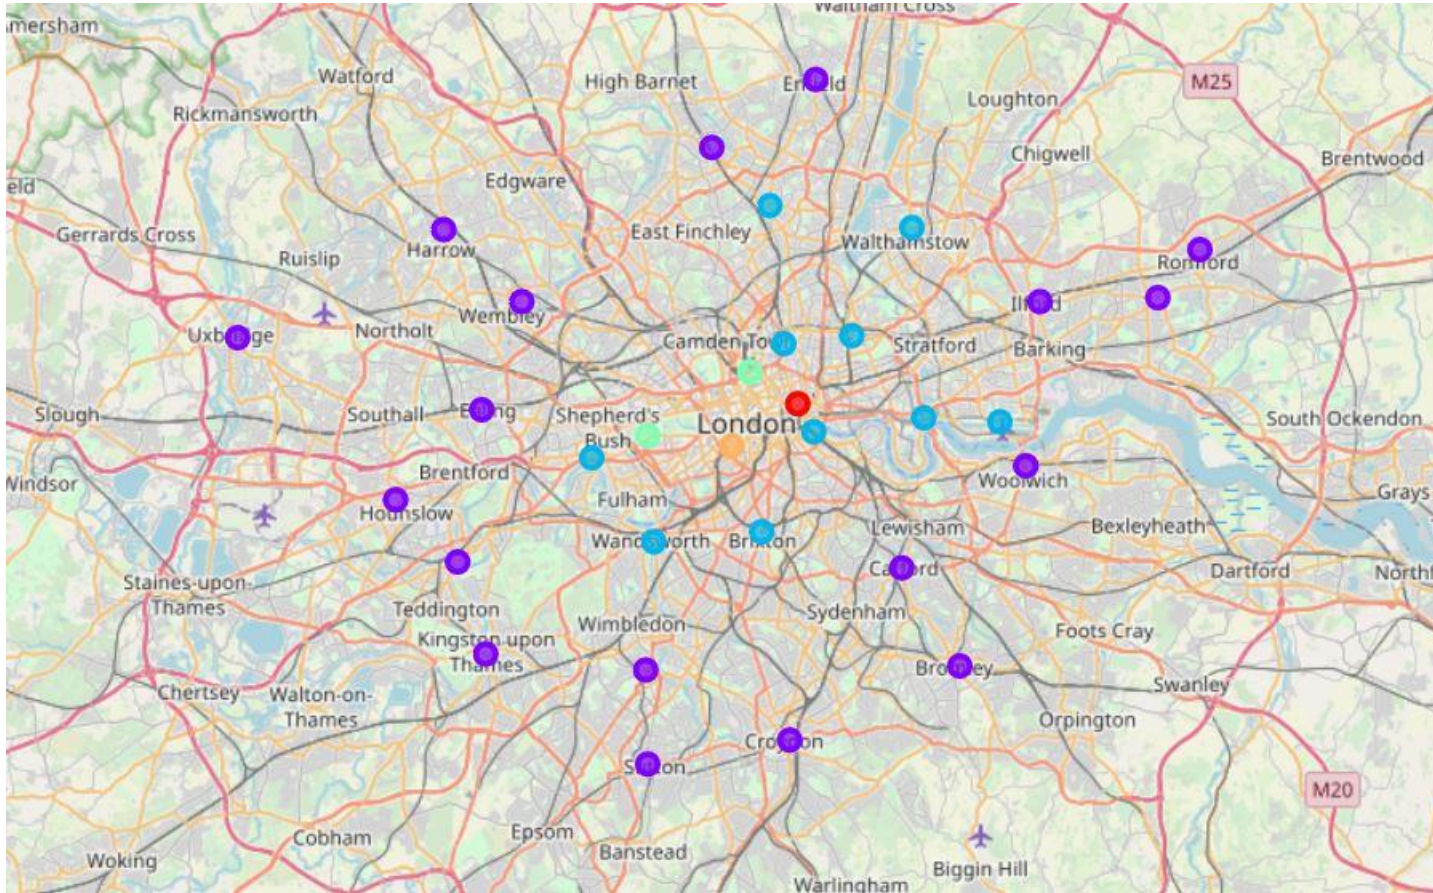 mersham
Waltham Cross
Watford
High Barnet
Enfield
M25
Loughton
Rickmansworth
Chigwell
Brentwood
Edgware
eld
Gerrards Cross
East Finchley
Walthamstow
Harrow
Ruislip
Romford
Ilford
Wembley
Uxbridge
Northolt
Camden Town
Stratford
Barking
Slough
Southall
Ealing
Shepherd's
Bush
London
South Ockendon
Brentford
Windsor
Woolwich
Grays
Fulham
Hounslow
Lewisham
Bexleyheath
Wandsworth
Brixton
Catford
Dartford
North
Staines-upon-
Thames
Teddington
Sydenham
Wimbledon
Foots Cray
Kingston upon
Thames
Bromley
Chertsey
Walton-on-
Thames
Swanley
Orpington
Croydon
Sutton
M20
Cobham
Epsom
Banstead
Woking
Biggin Hill
Warlingham